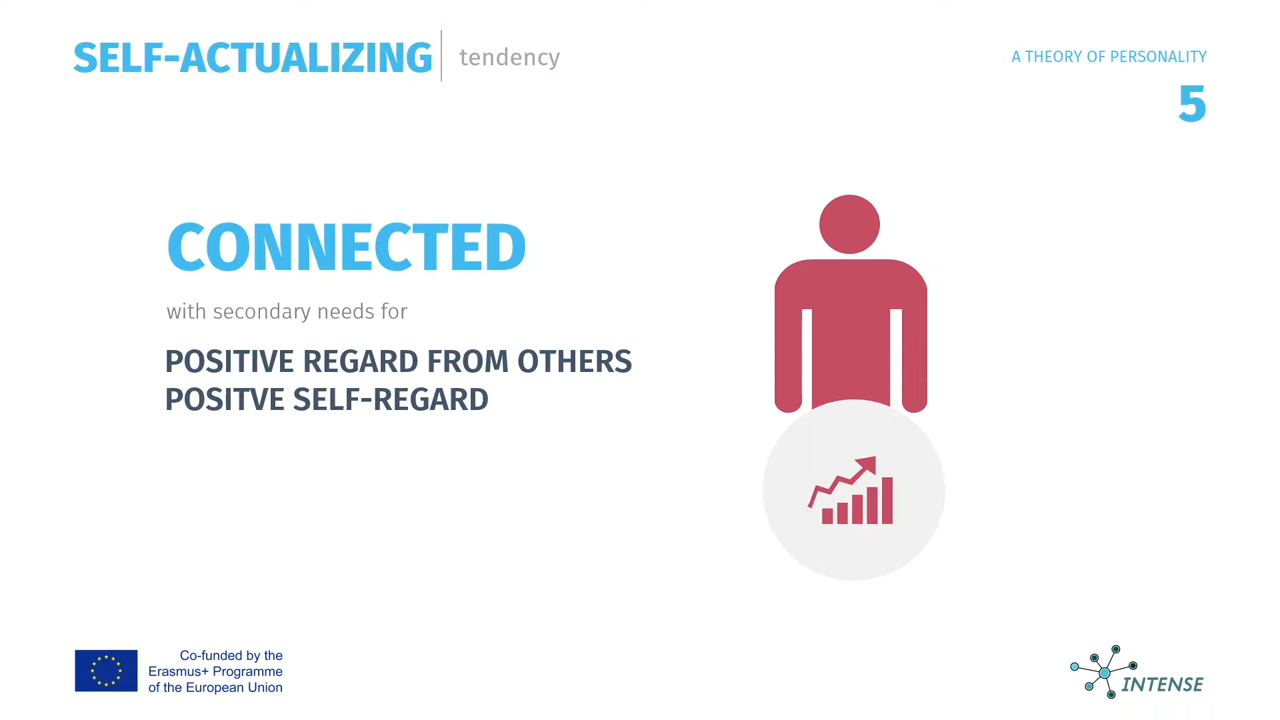 SELF-ACTUALIZING tendency
A THEORY OF PERSONALITY
5
CONNECTED
with secondary needs for
POSITIVE REGARD FROM OTHERS
POSITVE SELF-REGARD
Co-funded by the
Erasmus+ Programme
of the European Union
INTENSE